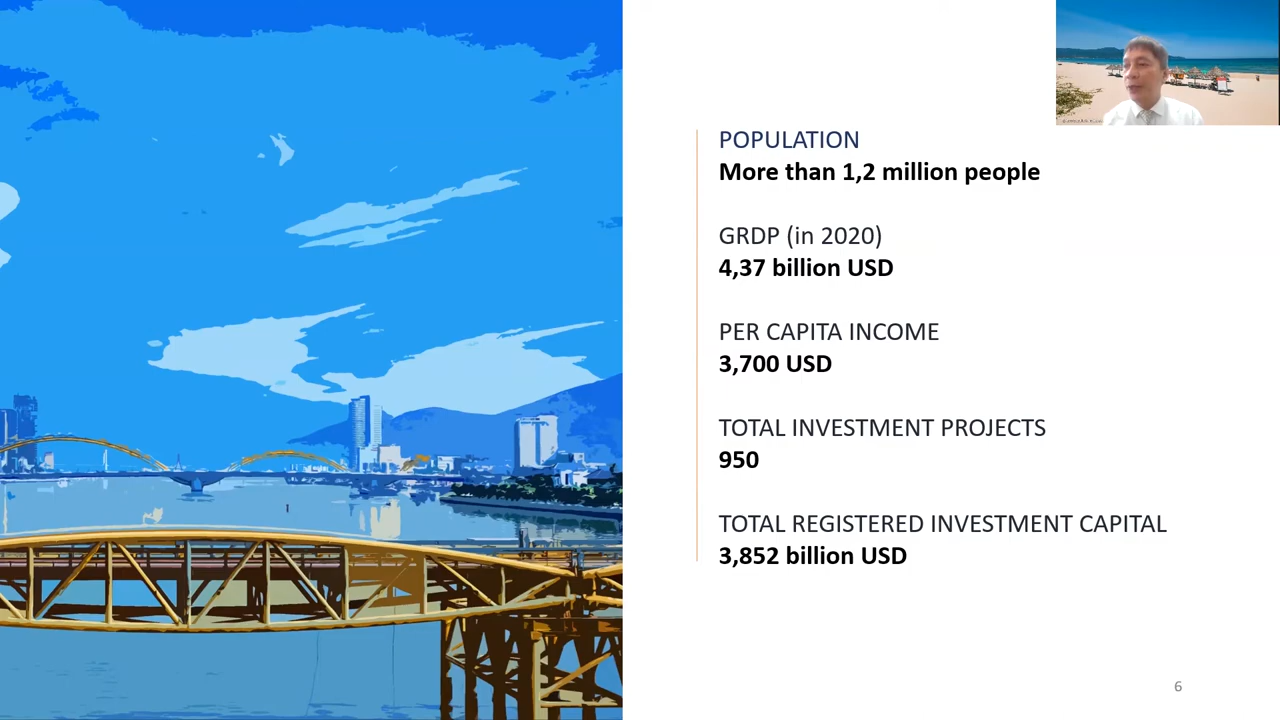 POPULATION
More than 1,2 million people
GRDP (in 2020)
4,37 billion USD
PER CAPITA INCOME
3,700 USD
TOTAL INVESTMENT PROJECTS
950
TOTAL REGISTERED INVESTMENT CAPITAL
3,852 billion USD
6